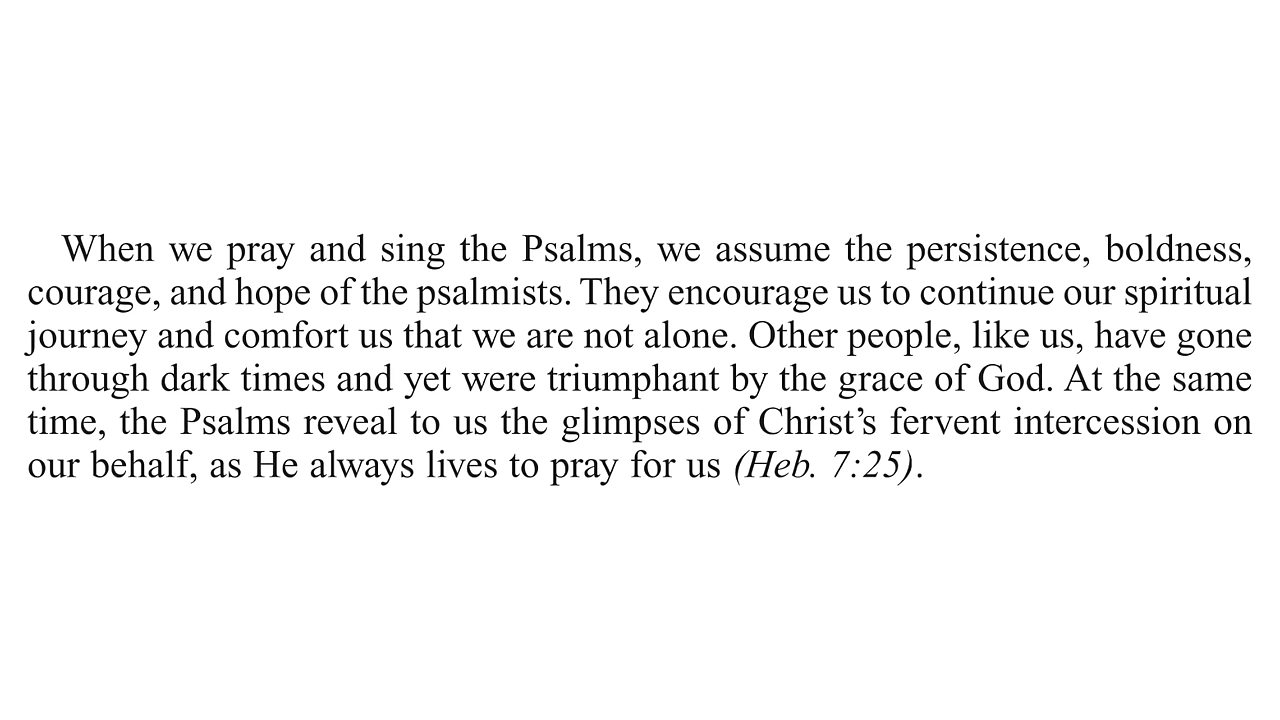 When we pray and sing the Psalms, we assume the persistence, boldness,
courage, and hope of the psalmists. They encourage us to continue our spiritual
journey and comfort us that we are not alone. Other people, like us, have gone
through dark times and yet were triumphant by the grace of God. At the same
time, the Psalms reveal to us the glimpses of Christ’s fervent intercession on
our behalf, as He always lives to pray for us (Heb. 7:25).